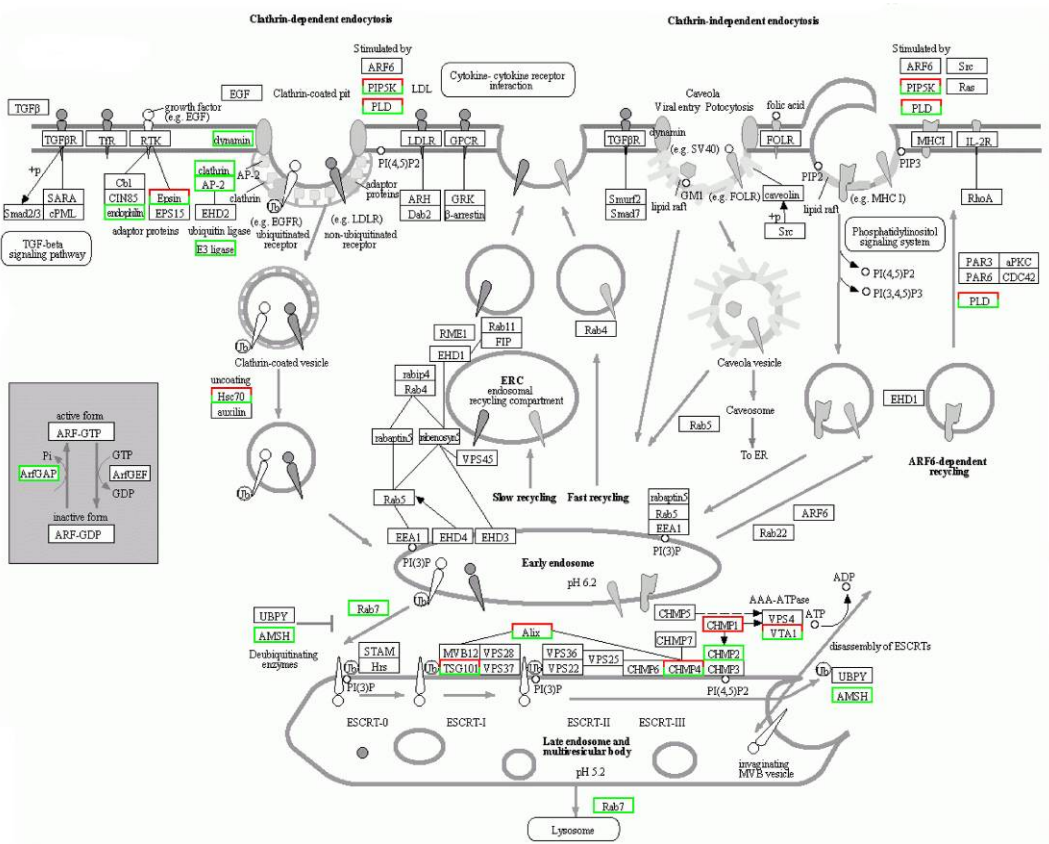 Clathrin-dependent endocytosis
Clathrin-independent endocytosis
Stimulated by
ARF6
PIP5K
PLD
LDL
Cytokine- cytokine receptor
interaction
Stimulated by
ARF6
Src
PIP5K
Ras
PLD
TGFβ
growth factor
(e.g. EGF)
EGF
Clathrin-coated pit
Caveola
Viral entry
Potocytosis
folic acid
TGFβR
TfR
RTK
dynamin
LDLR
GPCR
TGFβR
dynamin
(e.g. SV40)
FOLR
MHCI
IL-2R
PI(4,5)P2
PIP3
PIP2
+p
SARA
Smad2/3
cPML
Cbl
CIN85
endophilin
Epsin
EPS15
adaptor proteins
clathrin
AP-2
AP-2
clathrin
EHD2
ubiquitin ligase
E3 ligase
Ub
(e.g. EGFR)
ubiquitinated
receptor
adaptor
proteins
(e.g. LDLR)
non-ubiquitinated
receptor
ARH
Dab2
GRK
β-arrestin
Smurf2
Smad7
GM1
lipid raft
(e.g. FOLR)
caveolin
+p
Src
lipid raft
(e.g. MHC I)
RhoA
TGF-beta
signaling pathway
Phosphatidylinositol
signaling system
PI(4,5)P2
PI(3,4,5)P3
PAR3
aPKC
PAR6
CDC42
PLD
Ub
Clathrin-coated vesicle
RME1
Rab11
FIP
EHD1
Rab4
Caveola vesicle
uncoating
Hsc70
auxilin
rabip4
Rab4
ERC
endosomal
recycling compartment
rabaptin5
rabenosyn5
VPS45
Rab5
Caveosome
To ER
EHD1
ARF6-dependent
recycling
active form
ARF-GTP
Pi
GTP
ArfGAP
ArfGEF
GDP
inactive form
ARF-GDP
Ub
Rab5
Slow recycling
Fast recycling
rabaptin5
Rab5
EEA1
PI(3)P
ARF6
Rab22
EEA1
EHD4
EHD3
PI(3)P
Early endosome
pH 6.2
Ub
UBPY
AMSH
Deubiquitinating
enzymes
Rab7
ADP
AAA-ATPase
CHMP5
VPS4
ATP
CHMP1
VTA1
Alix
CHMP7
CHMP2
disassembly of ESCRTs
STAM
Hrs
Ub
PI(3)P
MVB12
VPS28
Ub
TSG101
VPS37
VPS36
VPS25
Ub
VPS22
CHMP6
CHMP4
CHMP3
PI(3)P
PI(4,5)P2
Ub
UBPY
AMSH
ESCRT-0
ESCRT-I
ESCRT-II
ESCRT-III
Late endosome and
multivesicular body
pH 5.2
invaginating
MVB vesicle
Rab7
Lysosome